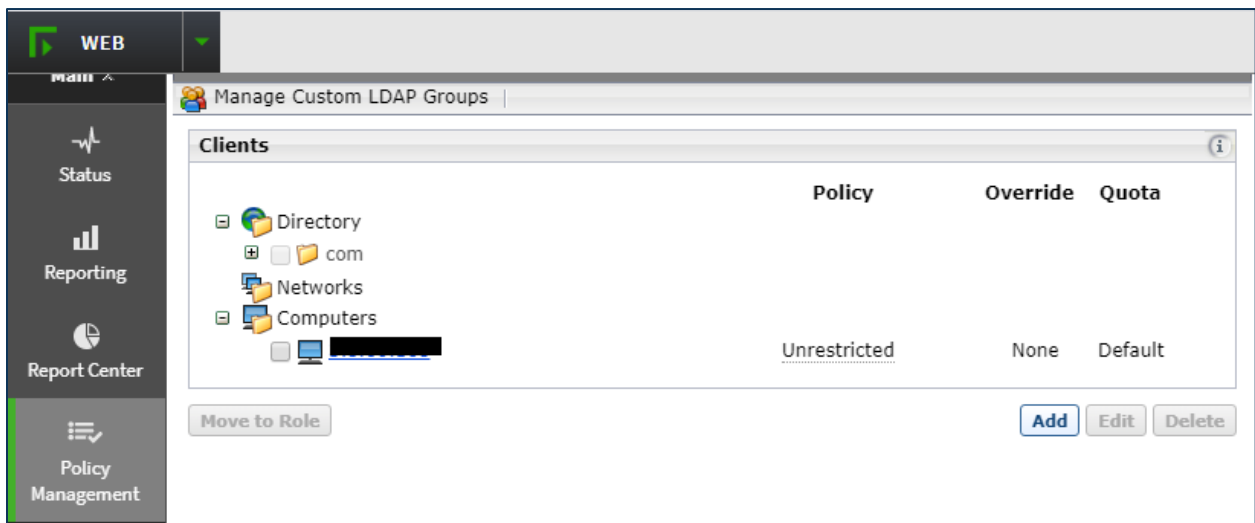 WEB
Main
Manage Custom LDAP Groups
Status
Reporting
Report Center
Policy
Management
Clients
Policy Override Quota
Directory
com
Networks
Computers
Unrestricted None Default
Move to Role Add Edit Delete